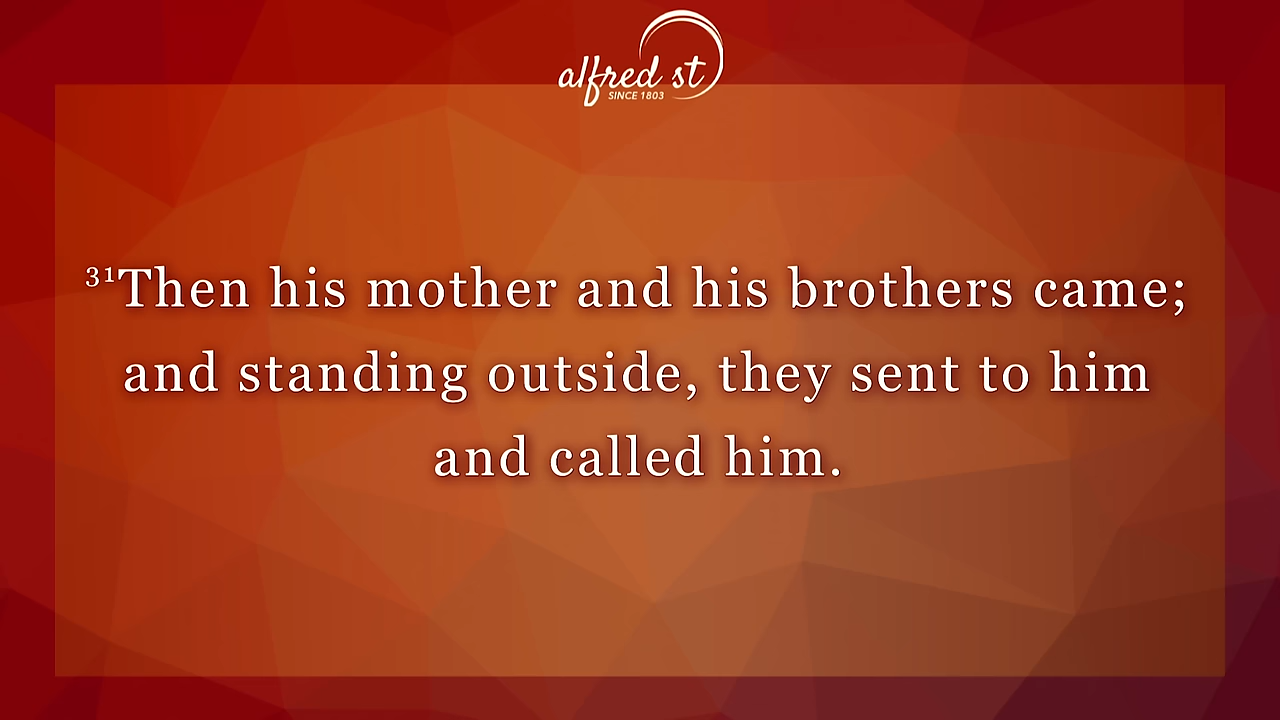 alfred st
SINCE 1803
³¹Then his mother and his brothers came;
and standing outside, they sent to him
and called him.